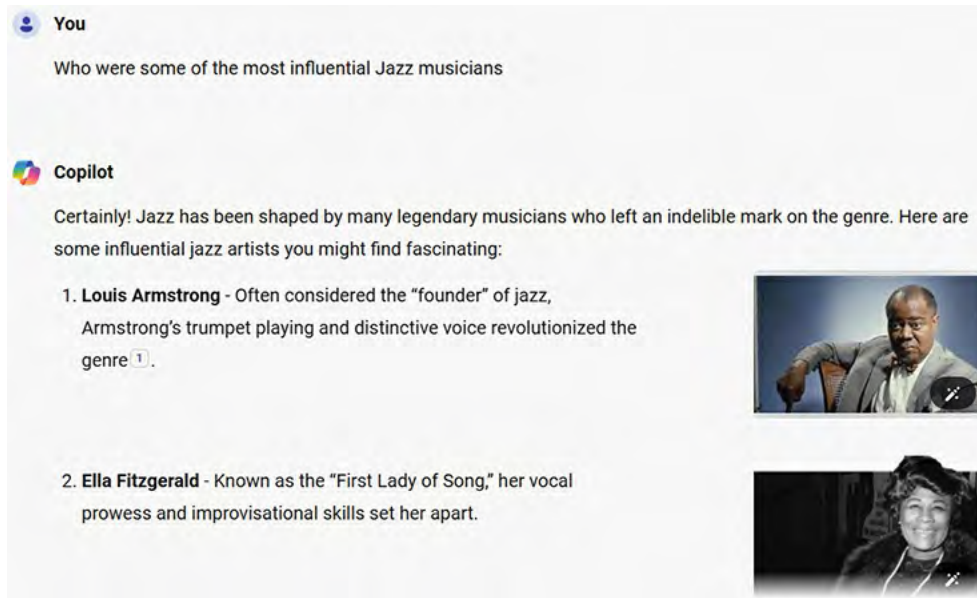 You
Who were some of the most influential Jazz musicians
Copilot
Certainly! Jazz has been shaped by many legendary musicians who left an indelible mark on the genre. Here are
some influential jazz artists you might find fascinating:
1. Louis Armstrong - Often considered the “founder” of jazz,
Armstrong’s trumpet playing and distinctive voice revolutionized the
genre 1 .
2. Ella Fitzgerald - Known as the “First Lady of Song,” her vocal
prowess and improvisational skills set her apart.